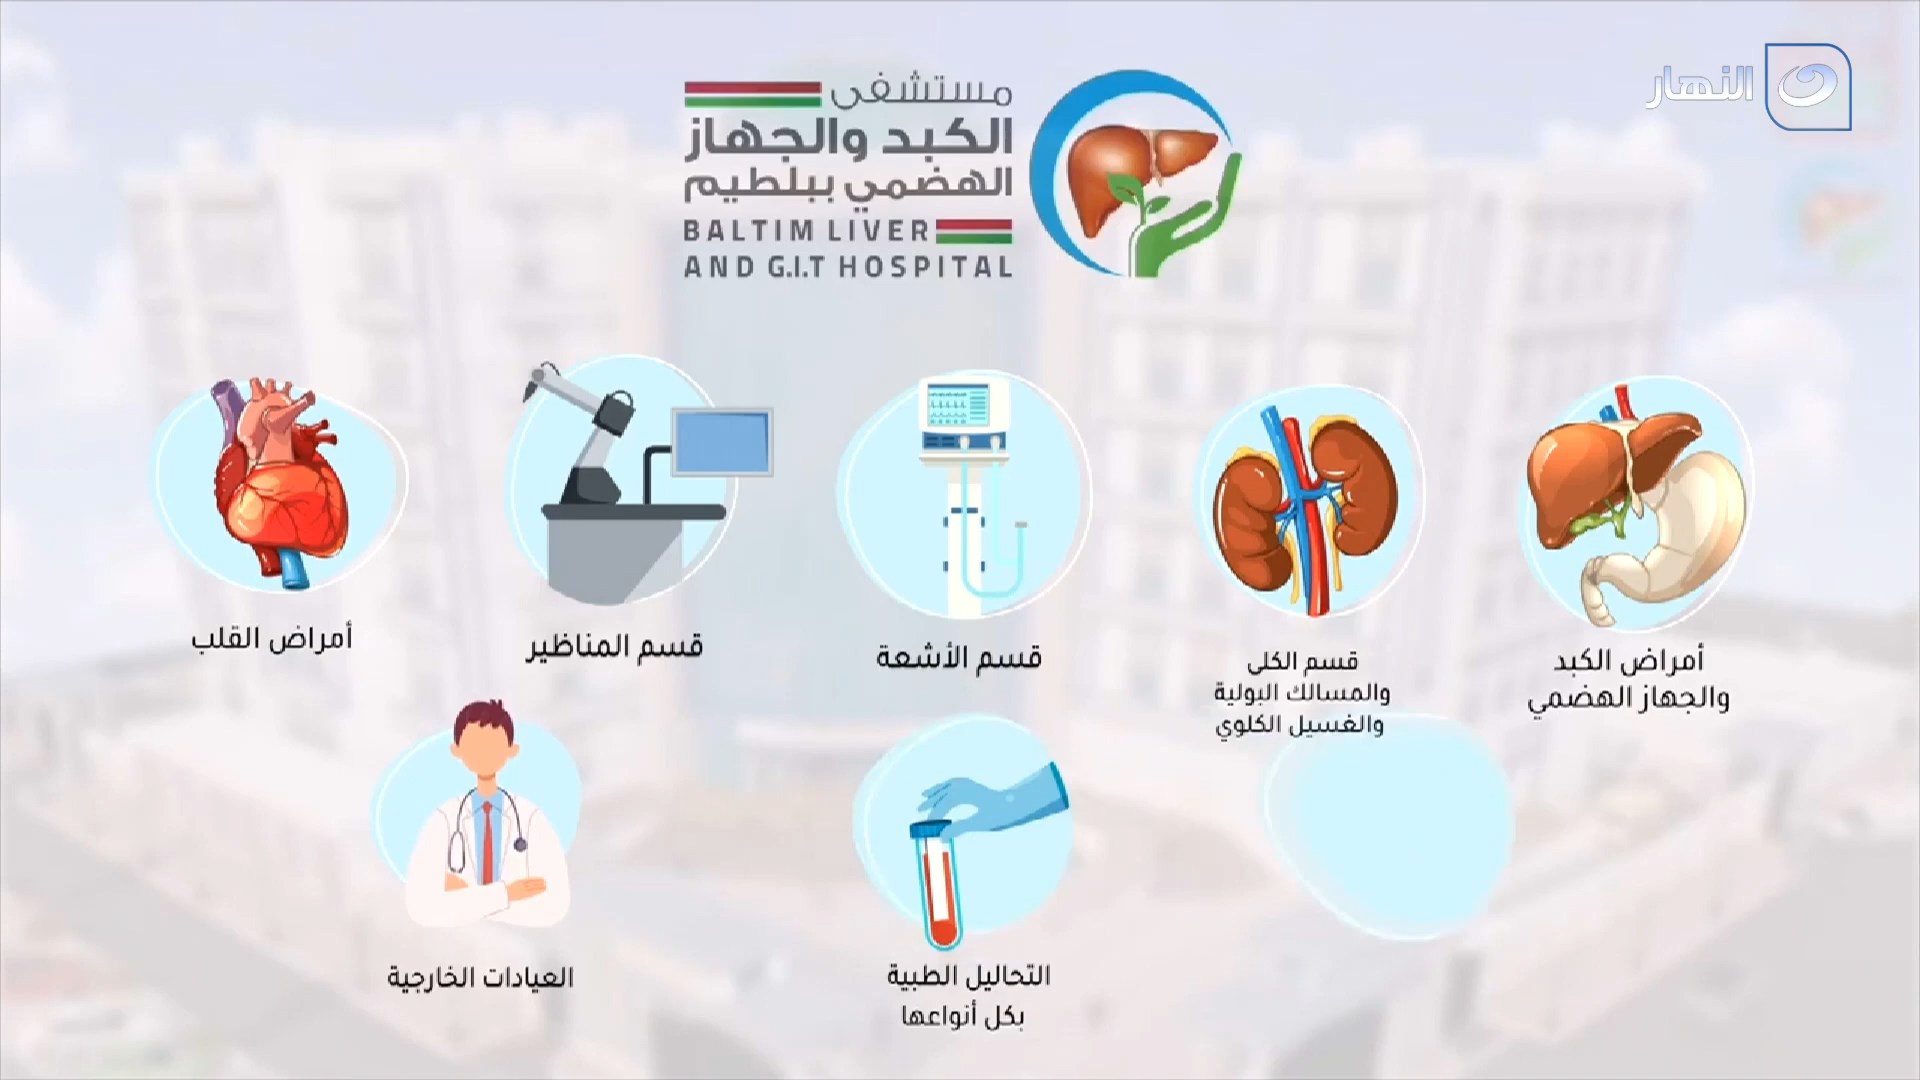 النهار
مستشفى
الكبد والجهاز
الهضمي ببلطيم
BALTIM LIVER
AND G.I.T HOSPITAL
أمراض الكبد
والجهاز الهضمي
قسم الكلى
والمسالك البولية
والغسيل الكلوي
قسم الأشعة
قسم المناظير
أمراض القلب
التحاليل الطبية
بكل أنواعها
العيادات الخارجية